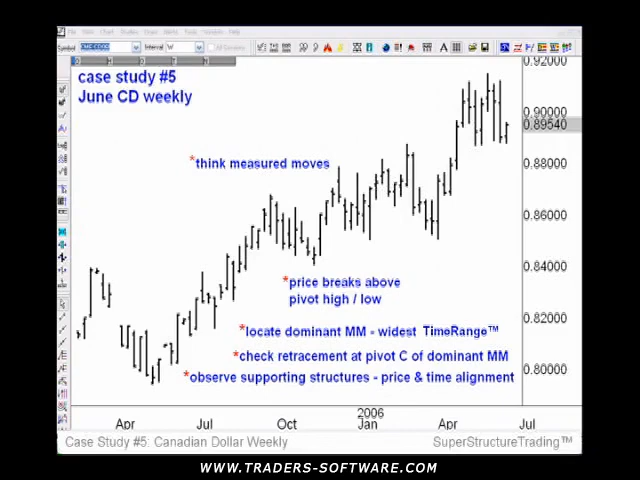 Symbol
Interval W
case study #5
June CD weekly
*think measured moves
*price breaks above
pivot high / low
*locate dominant MM - widest TimeRange™
*check retracement at pivot C of dominant MM
*observe supporting structures - price & time alignment
0.92000
0.90000
0.89540
0.88000
0.86000
0.84000
0.82000
0.80000
2006
Apr Jul Oct Jan Apr Jul
Case Study #5: Canadian Dollar Weekly SuperStructureTrading™
WWW.TRADERS-SOFTWARE.COM